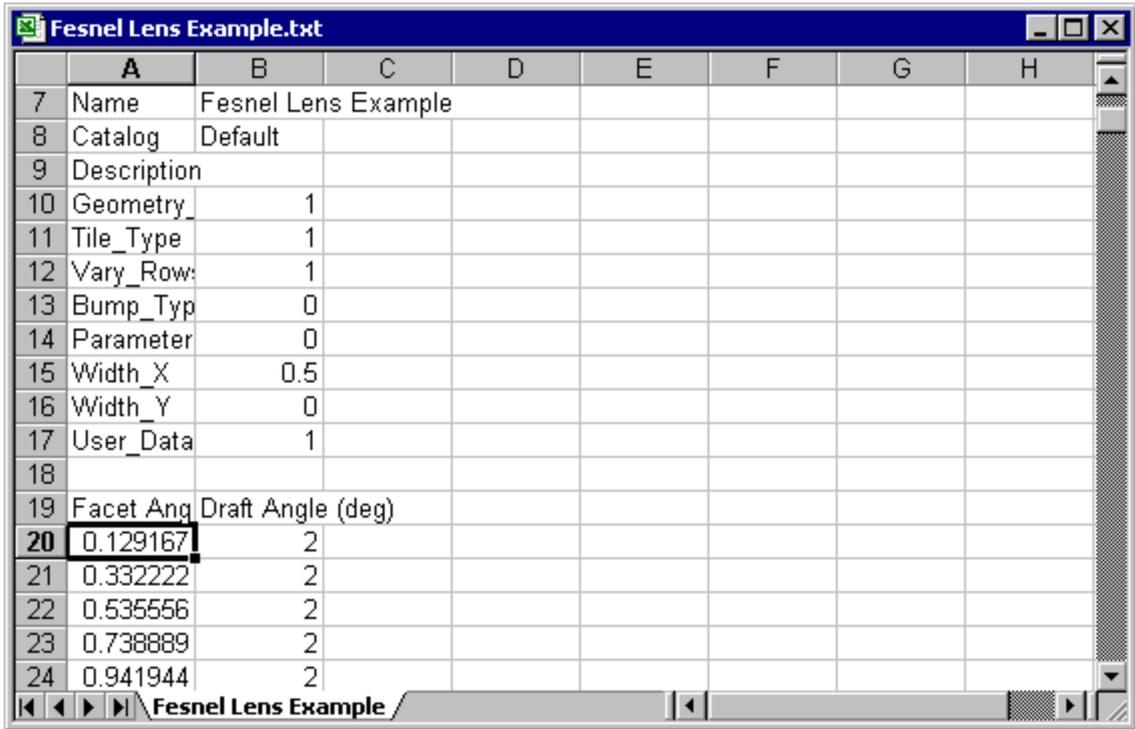 Fesnel Lens Example.txt
A B C D E F G H
7 Name Fesnel Lens Example
8 Catalog Default
9 Description
10 Geometry_ 1
11 Tile_Type 1
12 Vary_Row 1
13 Bump_Typ 0
14 Parameter 0
15 Width_X 0.5
16 Width_Y 0
17 User_Data 1
18
19 Facet Ang Draft Angle (deg)
20 0.129167 2
21 0.332222 2
22 0.535556 2
23 0.738889 2
24 0.941944 2
Fesnel Lens Example